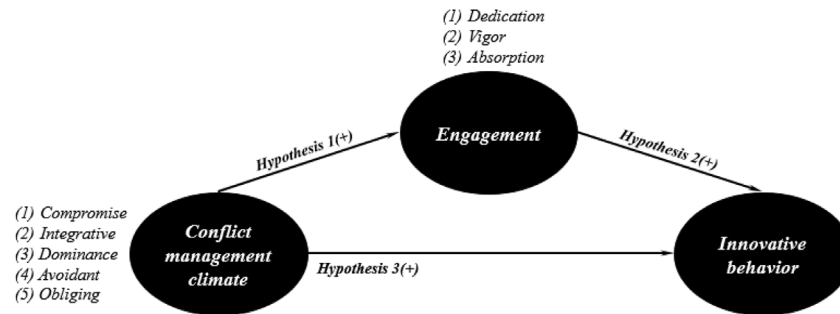 (1) Dedication
(2) Vigor
(3) Absorption
Engagement
Hypothesis 1(+)
Hypothesis 2(+)
(1) Compromise
(2) Integrative
(3) Dominance
(4) Avoidant
(5) Obliging
Conflict
management
climate
Hypothesis 3(+)
Innovative
behavior